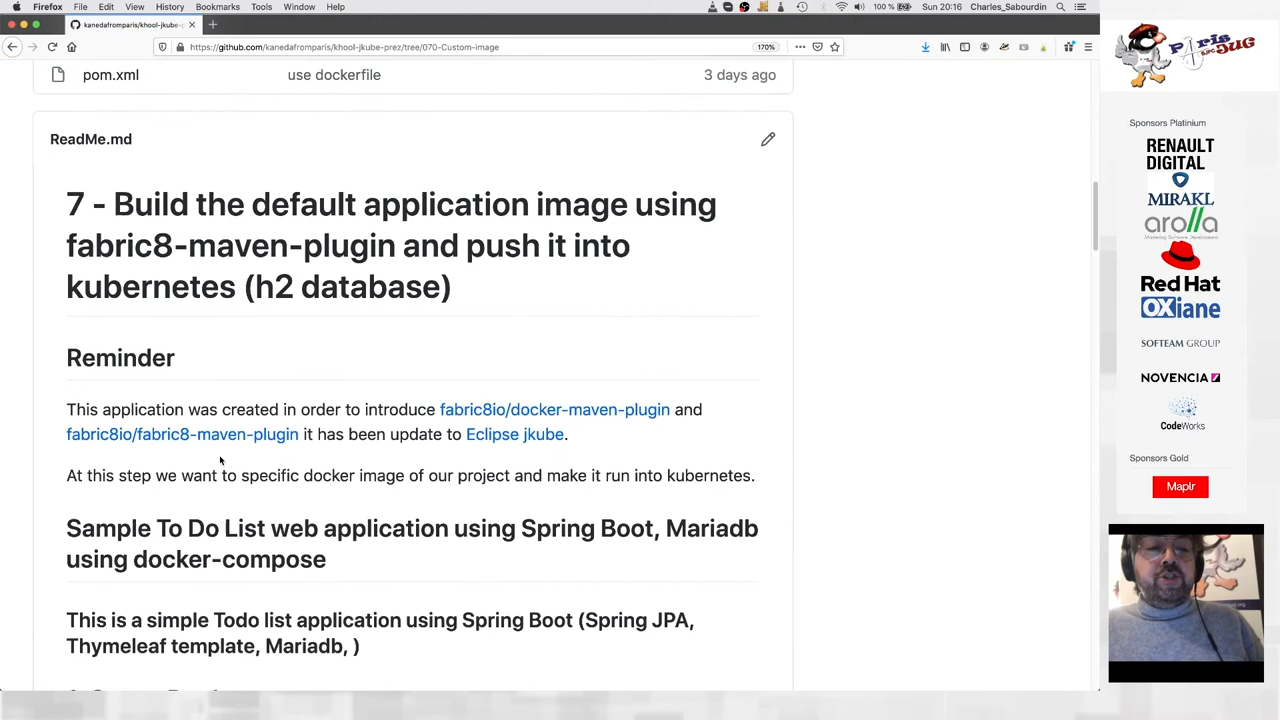 Firefox File Edit View History Bookmarks Tools Window Help
100 % Sun 20:16 Charles_Sabourdin
kanedafromparis/khool-jkube-p
https://github.com/kanedafromparis/khool-jkube-prez/tree/070-Custom-image
170%
pom.xml use dockerfile 3 days ago
ReadMe.md
7 - Build the default application image using
fabric8-maven-plugin and push it into
kubernetes (h2 database)
Reminder
This application was created in order to introduce fabric8io/docker-maven-plugin and
fabric8io/fabric8-maven-plugin it has been update to Eclipse jkube.
At this step we want to specific docker image of our project and make it run into kubernetes.
Sample To Do List web application using Spring Boot, Mariadb
using docker-compose
This is a simple Todo list application using Spring Boot (Spring JPA,
Thymeleaf template, Mariadb, )
Paris
JUG
Sponsors Platinium
RENAULT
DIGITAL
MIRAKL
arolla
Red Hat
OXiane
SOFTEAM GROUP
NOVENCIA
CodeWorks
Sponsors Gold
Maplr